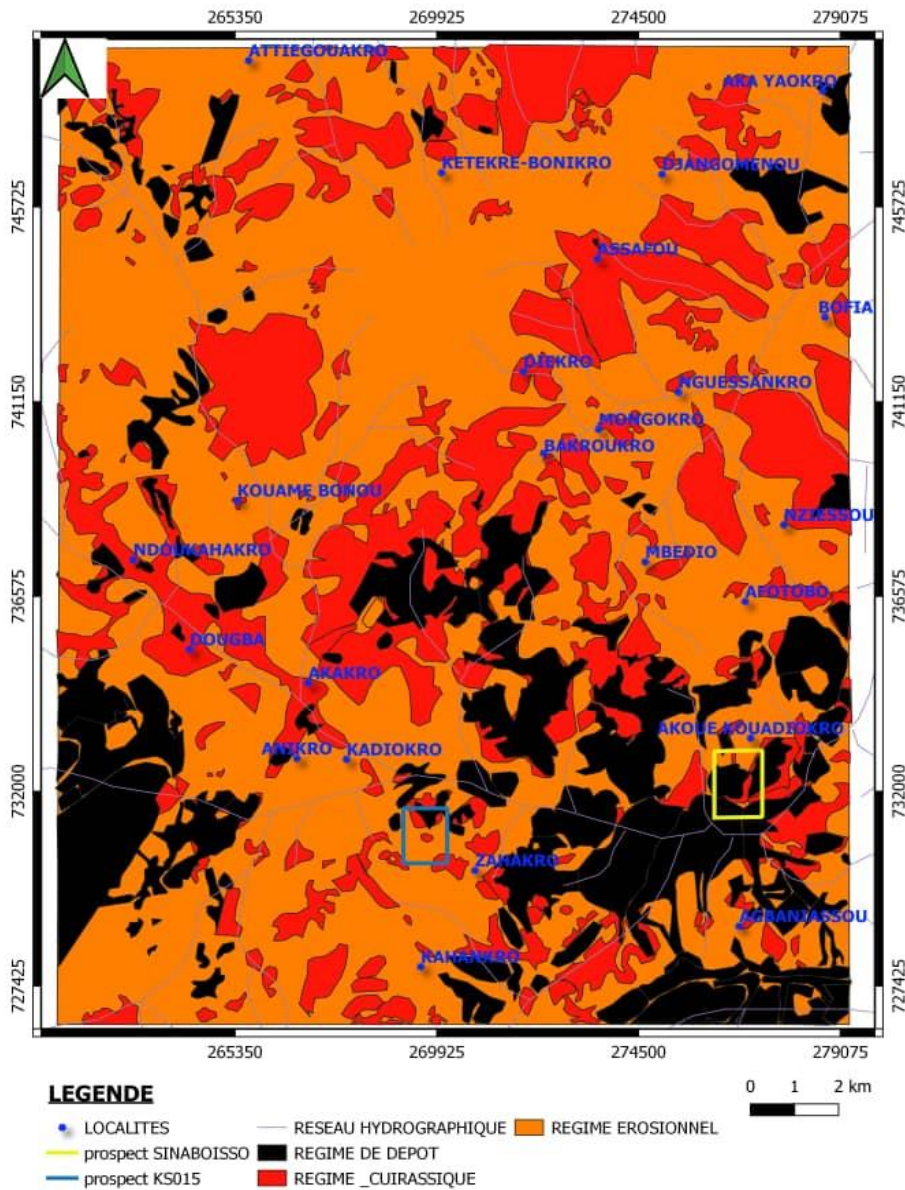 265350 269925 274500 279075
ATTIEGOUAKRO
AKA YAOKRO
KETEKRE-BONIKRO
DJANGOMENOU
745725 745725
ASSAFOU
BOFIA
DIEKRO
NGUESSANKRO
741150 741150
MONGOKRO
BAKROUKRO
KOUAME BONOU
NZIESSOU
NDOUKAHAKRO
MBEDIO
736575 736575
AFOTOBO
DOUGBA
AKAKRO
AKOUE KOUADIOKRO
ANIKRO KADIOKRO
732000 732000
ZAHAKRO
AGBANIASSOU
KAHANKRO
727425 727425
265350 269925 274500 279075
LEGENDE
0 1 2 km
LOCALITES RESEAU HYDROGRAPHIQUE REGIME EROSIONNEL
prospect SINABOISSO REGIME DE DEPOT
prospect KS015 REGIME _CUIRASSIQUE